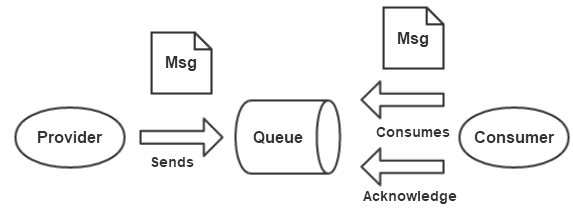 Msg
Msg
Provider
Sends
Queue
Consumes
Consumer
Acknowledge